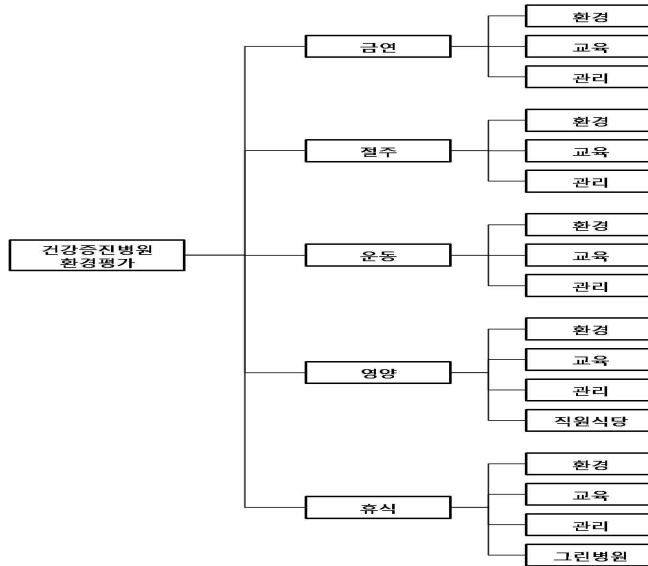 건강증진병원
환경평가
금연
환경
교육
관리
절주
환경
교육
관리
운동
환경
교육
관리
영양
환경
교육
관리
직원식당
휴식
환경
교육
관리
그린병원